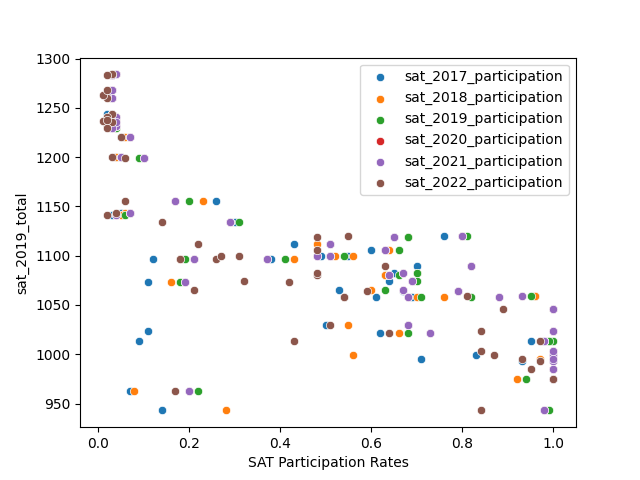 1300
1250
1200
1150
1100
1050
1000
950
sat_2019_total
sat_2017_participation
sat_2018_participation
sat_2019_participation
sat_2020_participation
sat_2021_participation
sat_2022_participation
0.0 0.2 0.4 0.6 0.8 1.0
SAT Participation Rates